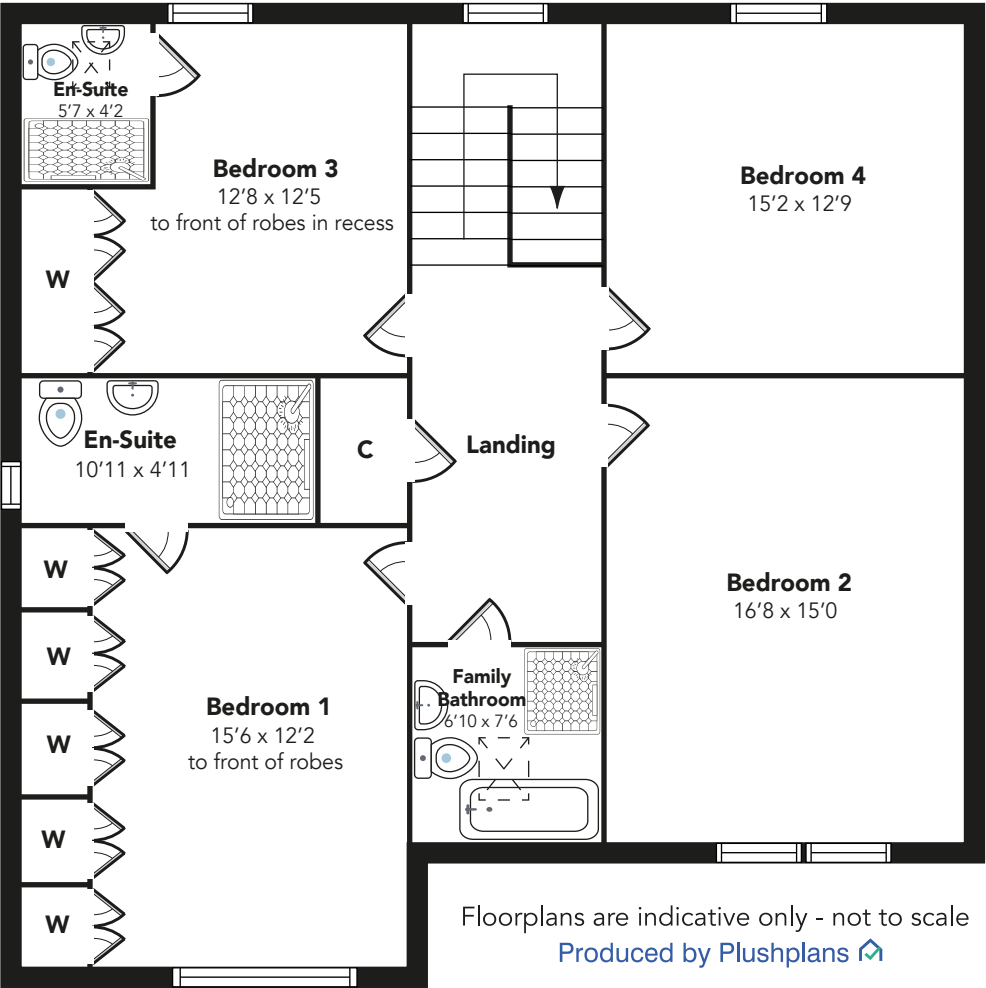 En-Suite
5'7 x 4'2
Bedroom 3
12'8 x 12'5
to front of robes in recess
W
Bedroom 4
15'2 x 12'9
En-Suite
10'11 x 4'11
C
Landing
W
W
W
W
W
Bedroom 1
15'6 x 12'2
to front of robes
Family
Bathroom
6'10 x 7'6
Bedroom 2
16'8 x 15'0
Floorplans are indicative only - not to scale
Produced by Plushplans